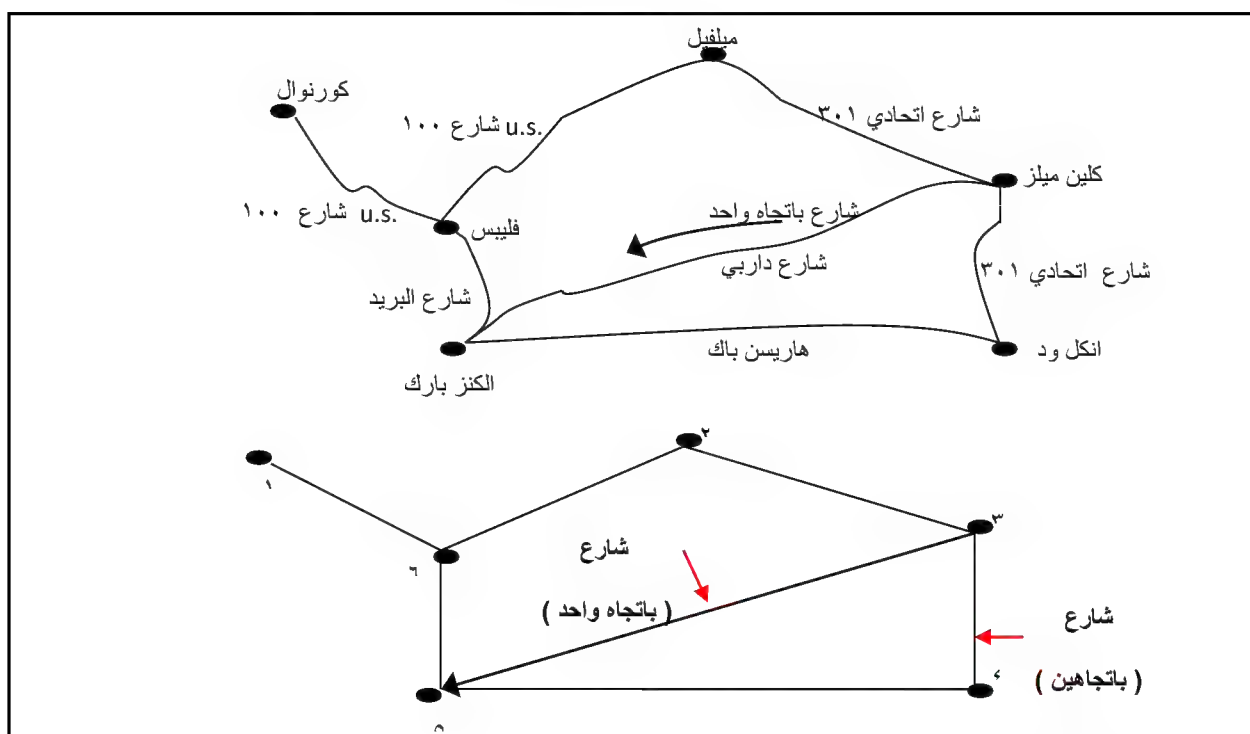 ميلفيل
كورنوال
شارع ١٠٠ u.s.
شارع اتحادي ٣٠١
كلين ميلز
شارع ١٠٠ u.s.
فليبس
شارع باتجاه واحد
شارع داربي
شارع اتحادي ٣٠١
شارع البريد
هاريسن باك
انكل ود
الكنز بارك
٢
١
٣
٦
شارع
( باتجاه واحد )
شارع
( باتجاهين )
٤
٥